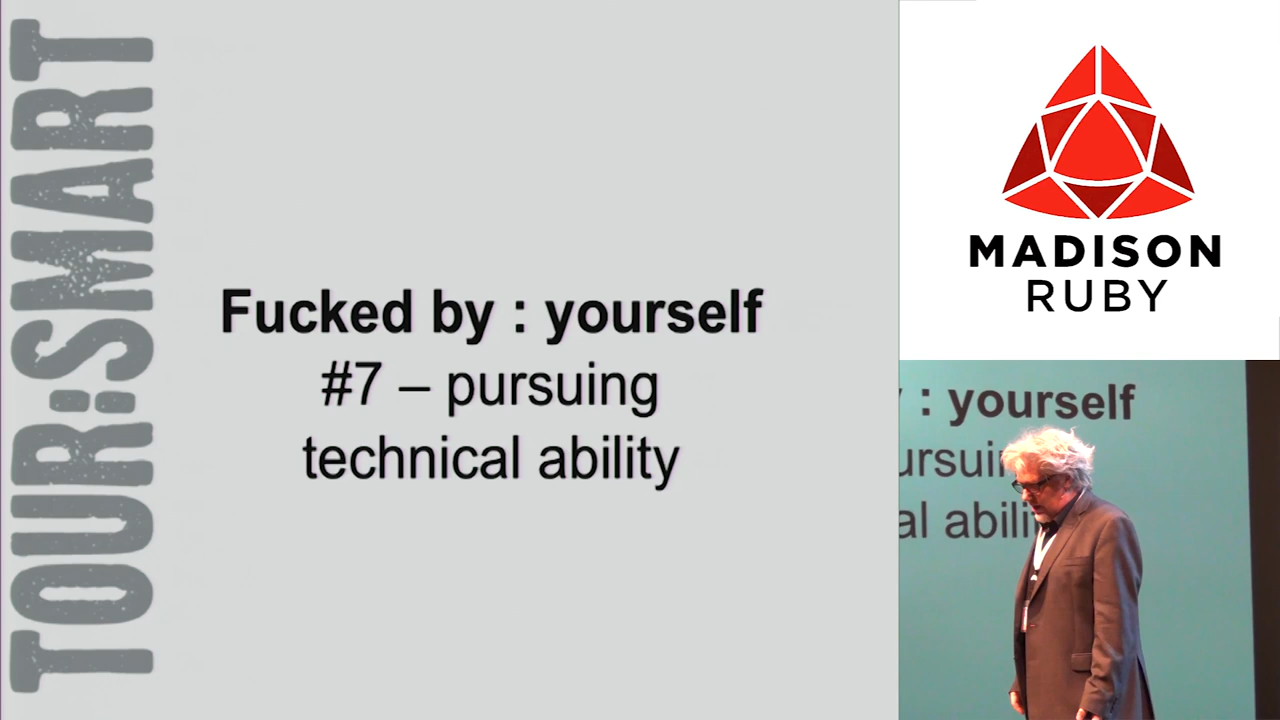 TOUR:SMART
Fucked by : yourself
#7 – pursuing
technical ability
MADISON
RUBY
: yourself
ursuin
al abili